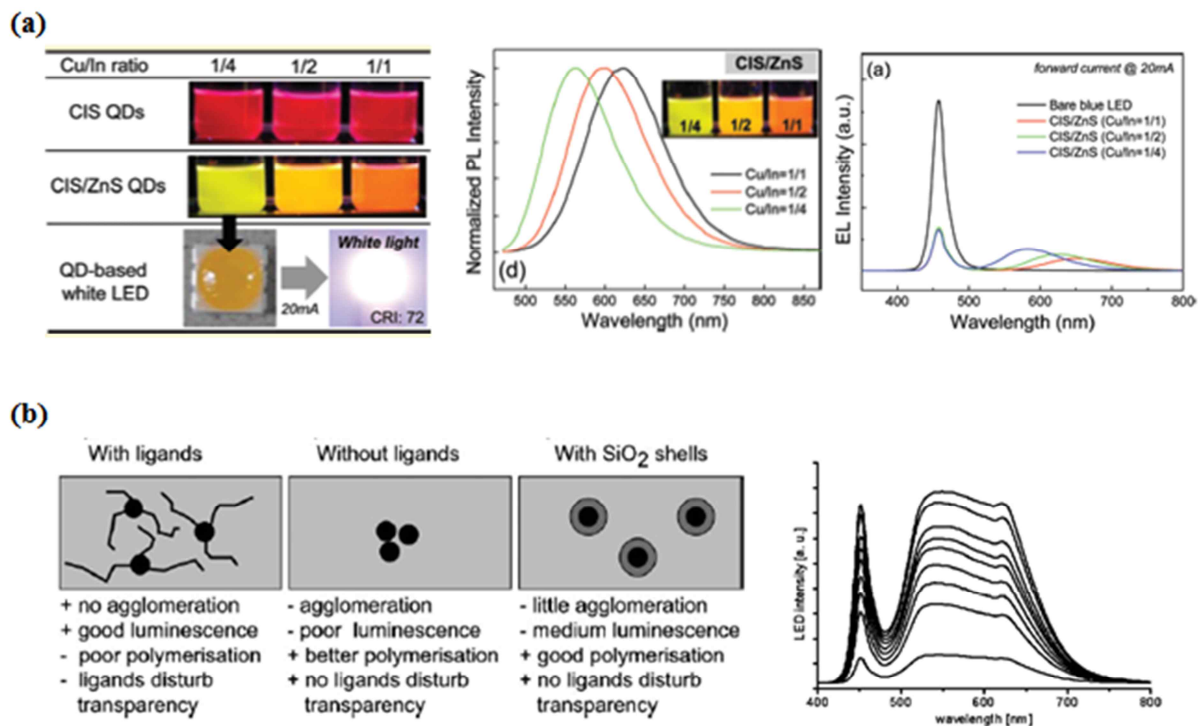 (a)
Cu/In ratio 1/4 1/2 1/1
CIS QDs
CIS/ZnS QDs
QD-based
white LED
20mA
White light
CRI: 72
Normalized PL Intensity
CIS/ZnS
1/4 1/2 1/1
Cu/In=1/1
Cu/In=1/2
Cu/In=1/4
(d)
500 550 600 650 700 750 800 850
Wavelength (nm)
EL Intensity (a.u.)
(a)
forward current @ 20mA
Bare blue LED
CIS/ZnS (Cu/In=1/1)
CIS/ZnS (Cu/In=1/2)
CIS/ZnS (Cu/In=1/4)
400 500 600 700 800
Wavelength (nm)
(b)
With ligands
+ no agglomeration
+ good luminescence
- poor polymerisation
- ligands disturb
transparency
Without ligands
- agglomeration
- poor luminescence
+ better polymerisation
+ no ligands disturb
transparency
With SiO2 shells
- little agglomeration
- medium luminescence
+ good polymerisation
+ no ligands disturb
transparency
LED intensity [a. u.]
400 500 600 700 800
wavelength [nm]